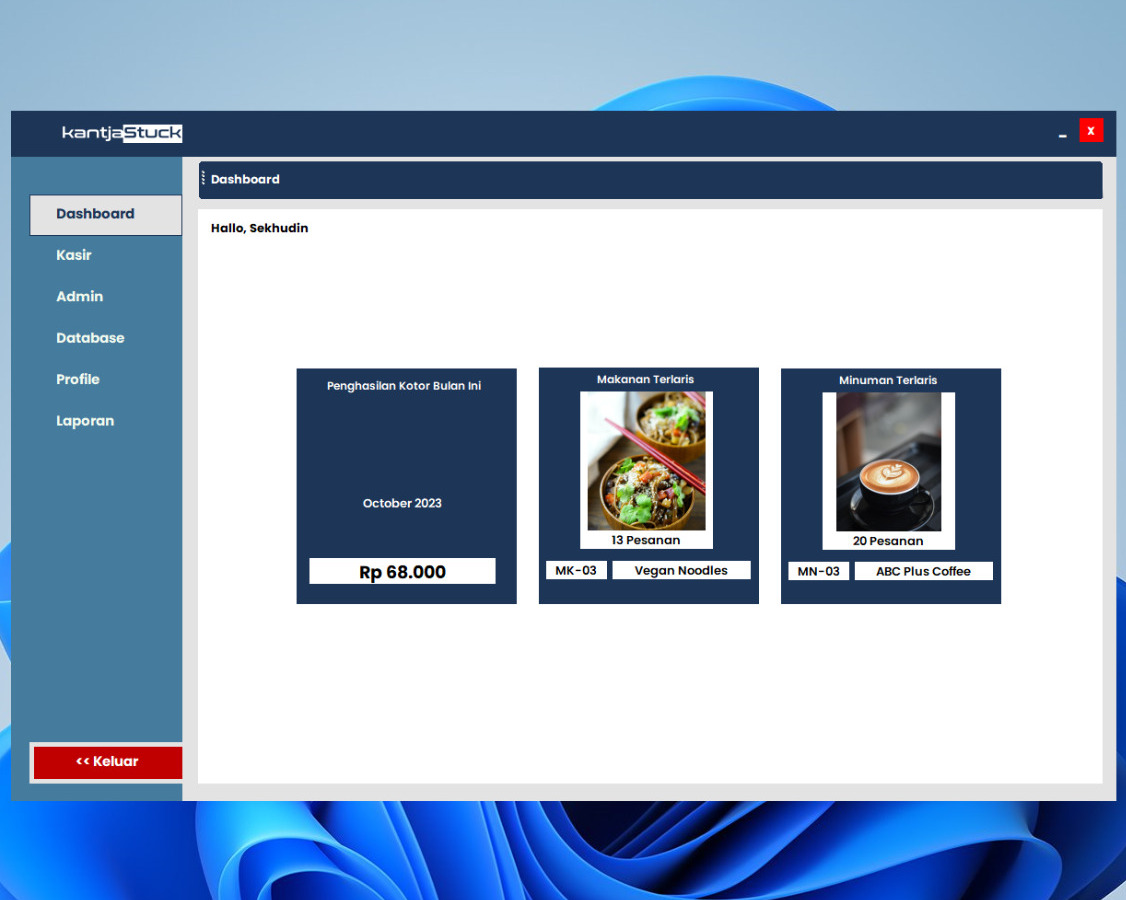 kantjaStuck
_ x
Dashboard
Hallo, Sekhudin
Dashboard
Kasir
Admin
Database
Profile
Laporan
<< Keluar
Penghasilan Kotor Bulan Ini
October 2023
Rp 68.000
Makanan Terlaris
13 Pesanan
MK-03 Vegan Noodles
Minuman Terlaris
20 Pesanan
MN-03 ABC Plus Coffee